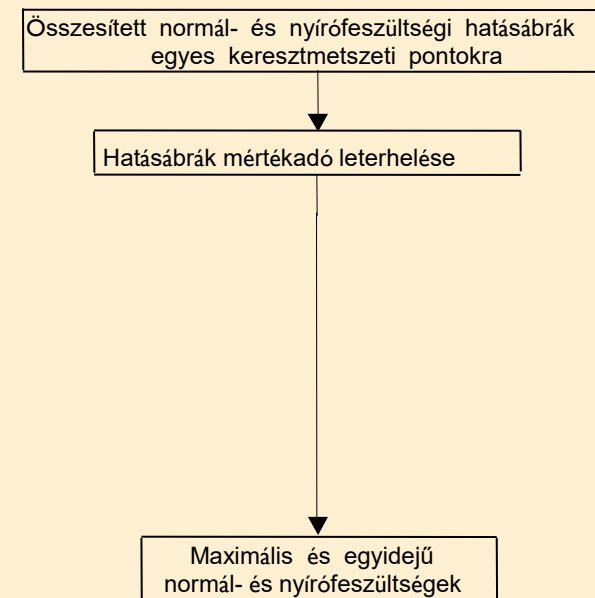 Összesített normál- és nyírófeszültségi hatásábrák
egyes keresztmetszeti pontokra
Hatásábrák mértékadó leterhelése
Maximális és egyidejű
normál- és nyírófeszültségek